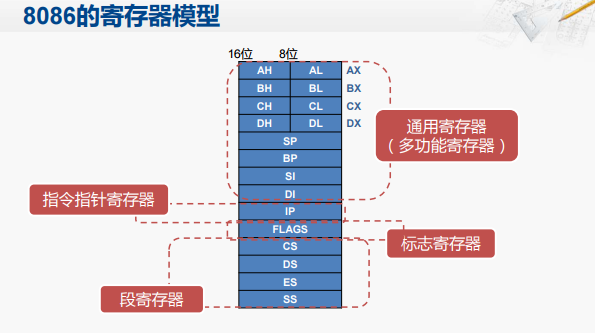 8086的寄存器模型
16位 8位
AH AL AX
BH BL BX
CH CL CX
DH DL DX
SP
BP
SI
DI
IP
FLAGS
CS
DS
ES
SS
通用寄存器
（多功能寄存器）
指令指针寄存器
标志寄存器
段寄存器